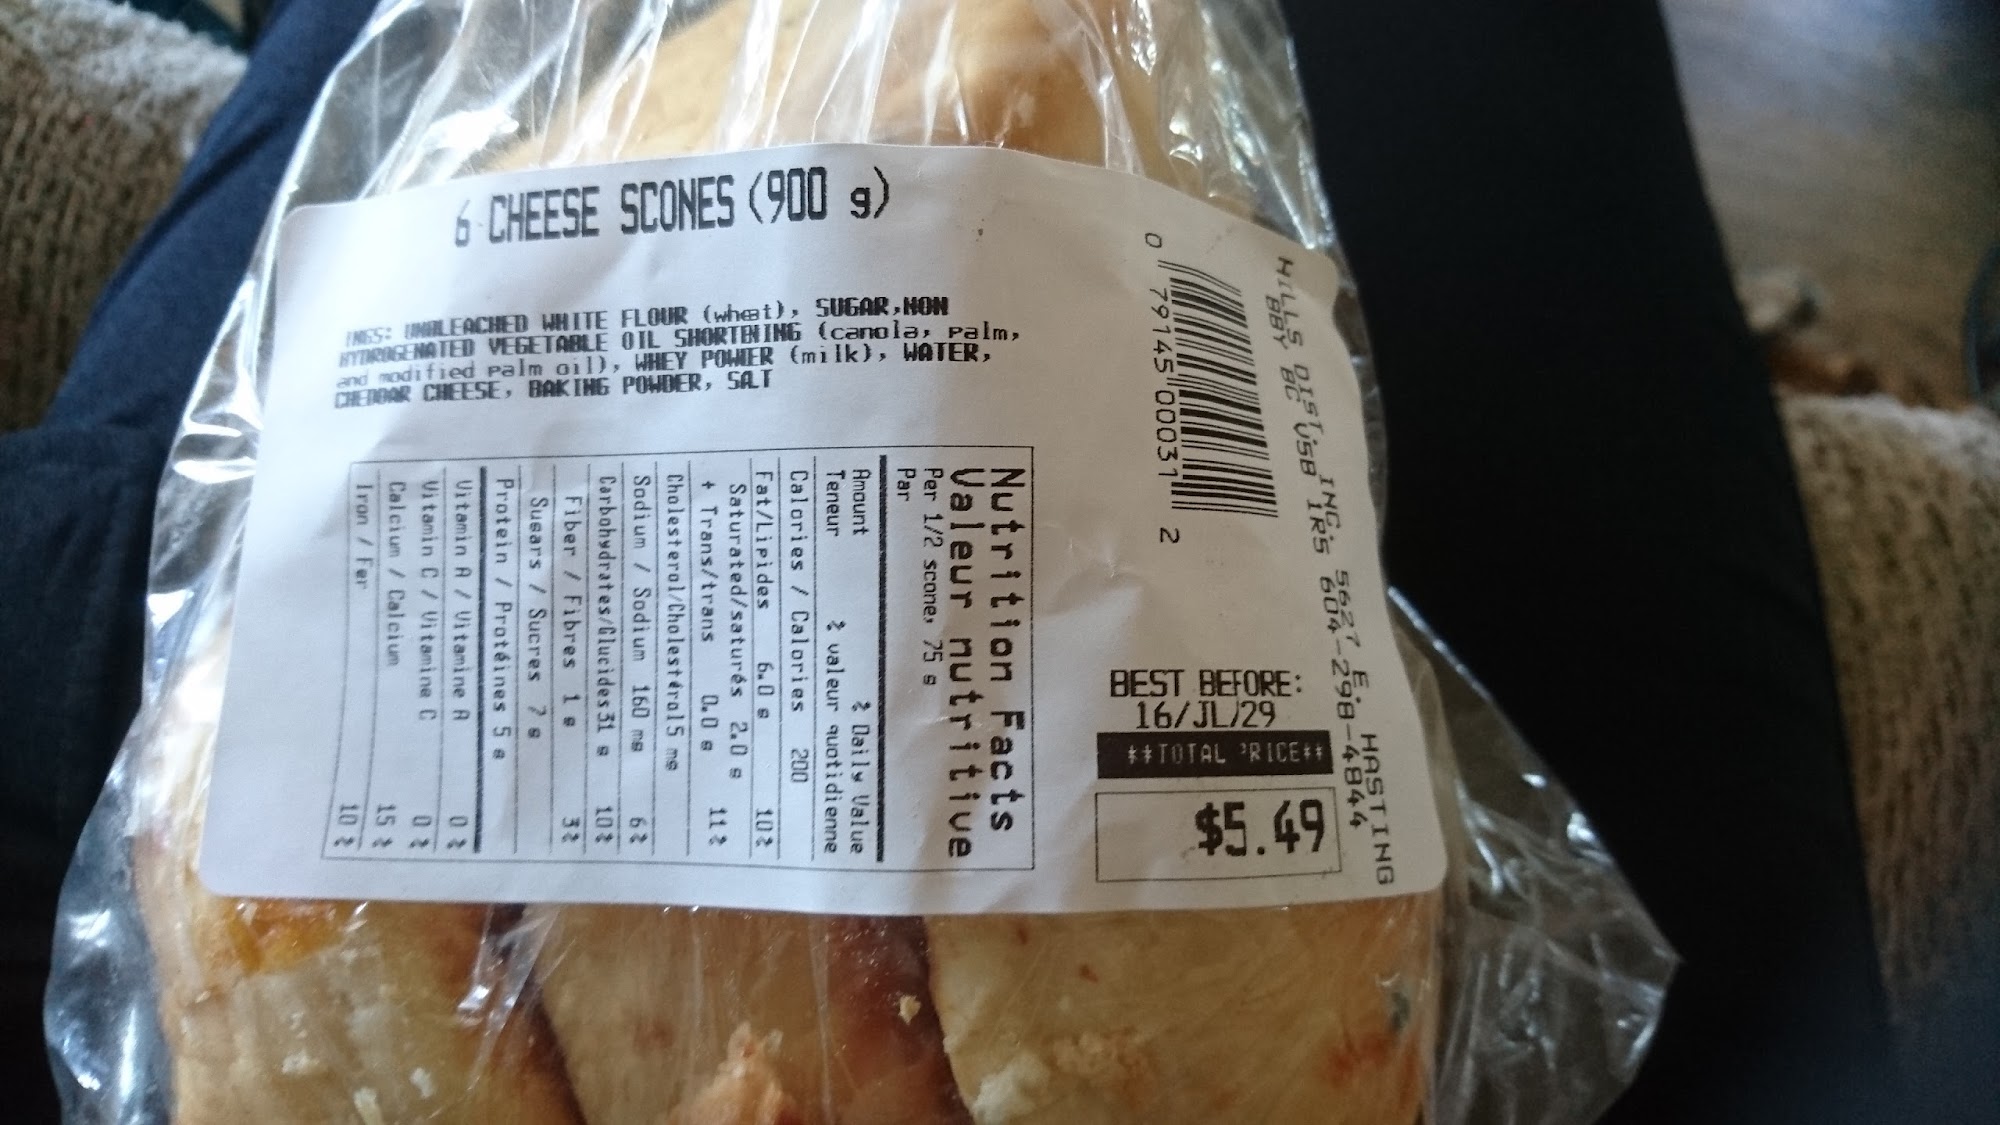 6 CHEESE SCONES (900 g)
INGS: UNBLEACHED WHITE FLOUR (wheat), SUGAR,NON
HYDROGENATED VEGETABLE OIL SHORTENING (canola, palm,
and modified palm oil), WHEY POWER (milk), WATER,
CHEDDAR CHEESE, BAKING POWDER, SALT
Nutrition Facts
Valeur nutritive
Per 1/2 scone, 75 g
Par
Amount % Daily Value
Teneur % valeur quotidienne
Calories / Calories 200
Fat/Lipides 6.0 g 10%
Saturated/saturés 2.0 g
+ Trans/trans 0.0 g 11%
Cholesterol/Cholestérol 5 mg
Sodium / Sodium 160 mg 6%
Carbohydrates/Glucides 31 g 10%
Fiber / Fibres 1 g 3%
Sugars / Sucres 7 g
Protein / Protéines 5 g
Vitamin A / Vitamine A 0%
Vitamin C / Vitamine C 0%
Calcium / Calcium 15%
Iron / Fer 10%
0 79145 00031 2
HILLS DIST. INC. 5627 E. HASTING
BBY BC V5B 1R5 604-298-4844
BEST BEFORE:
16/JL/29
**TOTAL PRICE**
$5.49